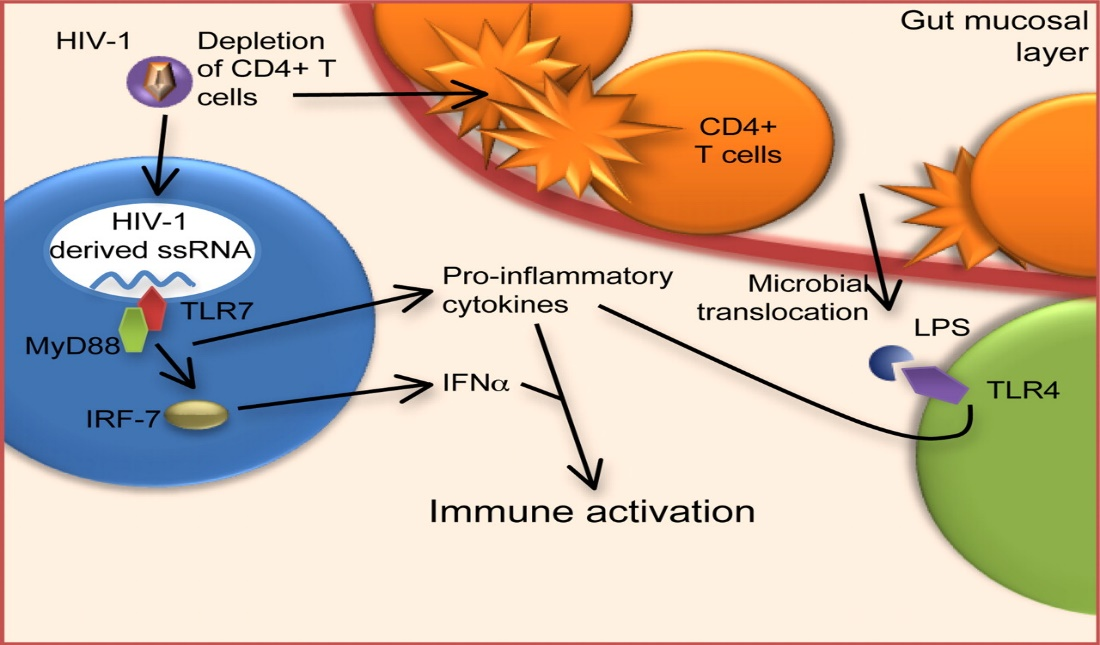 HIV-1
Depletion
of CD4+ T
cells
Gut mucosal
layer
CD4+
T cells
HIV-1
derived ssRNA
TLR7
MyD88
IRF-7
Pro-inflammatory
cytokines
IFNα
Microbial
translocation
LPS
TLR4
Immune activation